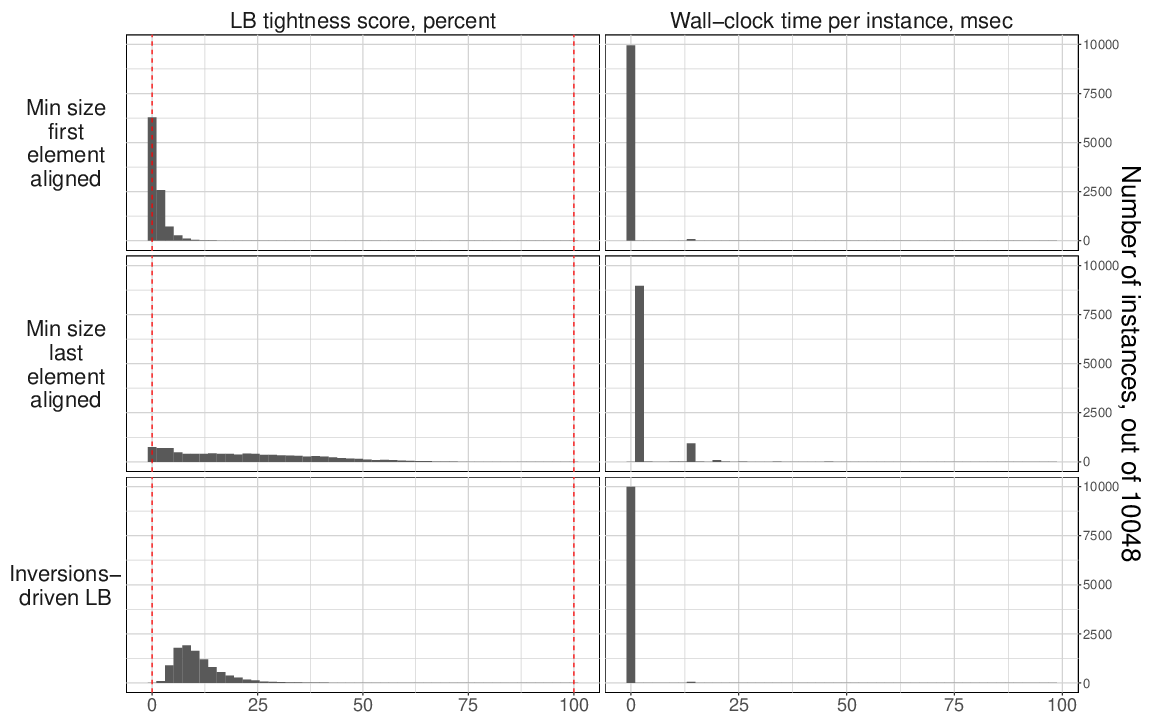 LB tightness score, percent
Wall−clock time per instance, msec
Min size
first
element
aligned
10000
7500
5000
2500
0
Min size
last
element
aligned
10000
7500
5000
2500
0
Inversions−
driven LB
10000
7500
5000
2500
0
0 25 50 75 100
0 25 50 75 100
Number of instances, out of 10048